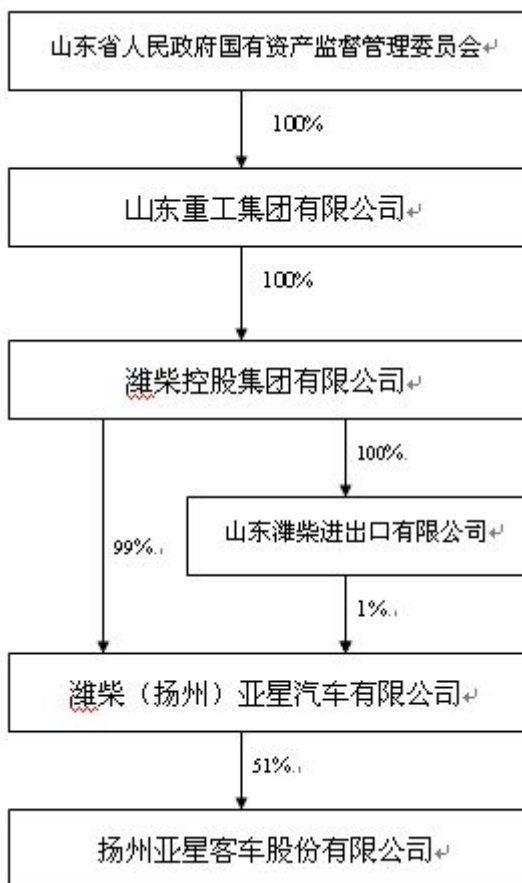 山东省人民政府国有资产监督管理委员会↵
100%
山东重工集团有限公司↵
100%
潍柴控股集团有限公司↵
100%.
山东潍柴进出口有限公司↵
99%.↓
1%.↓
潍柴（扬州）亚星汽车有限公司↵
51%.↓
扬州亚星客车股份有限公司↵